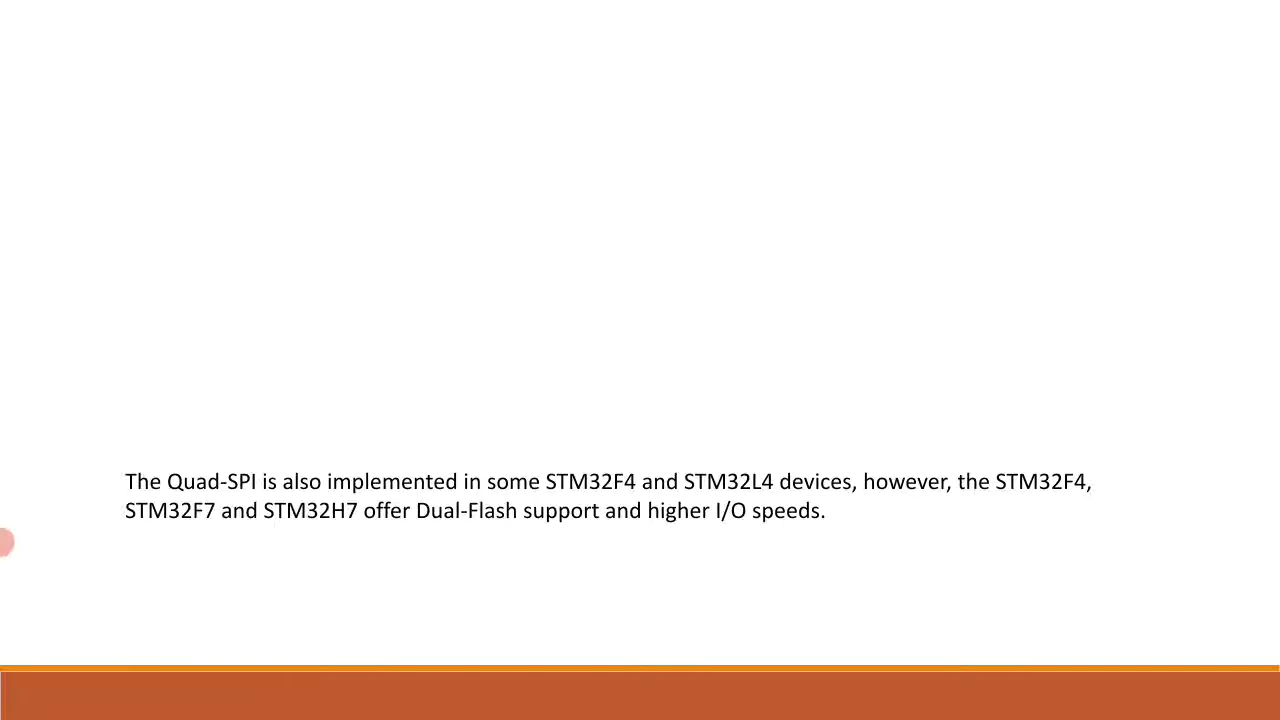 The Quad-SPI is also implemented in some STM32F4 and STM32L4 devices, however, the STM32F4,
STM32F7 and STM32H7 offer Dual-Flash support and higher I/O speeds.